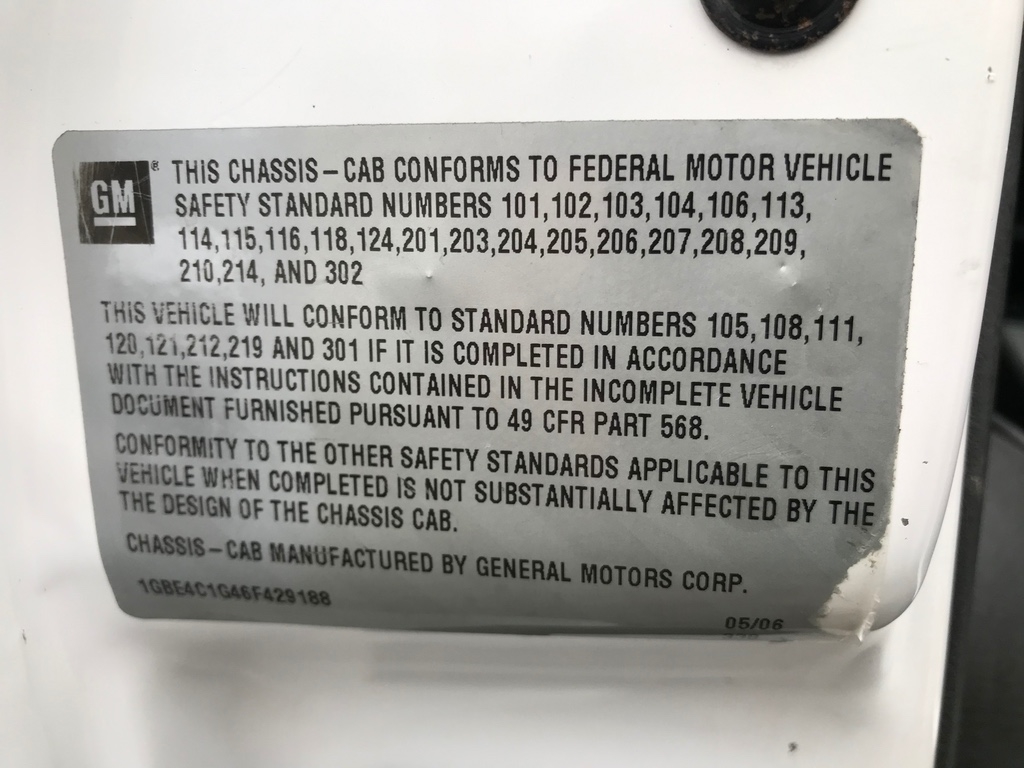 GM ® THIS CHASSIS-CAB CONFORMS TO FEDERAL MOTOR VEHICLE
SAFETY STANDARD NUMBERS 101,102,103,104,106,113,
114,115,116,118,124,201,203,204,205,206,207,208,209,
210,214, AND 302
THIS VEHICLE WILL CONFORM TO STANDARD NUMBERS 105,108,111,
120,121,212,219 AND 301 IF IT IS COMPLETED IN ACCORDANCE
WITH THE INSTRUCTIONS CONTAINED IN THE INCOMPLETE VEHICLE
DOCUMENT FURNISHED PURSUANT TO 49 CFR PART 568.
CONFORMITY TO THE OTHER SAFETY STANDARDS APPLICABLE TO THIS
VEHICLE WHEN COMPLETED IS NOT SUBSTANTIALLY AFFECTED BY THE
THE DESIGN OF THE CHASSIS CAB.
CHASSIS-CAB MANUFACTURED BY GENERAL MOTORS CORP.
1GBE4C1G46F429188
05/06